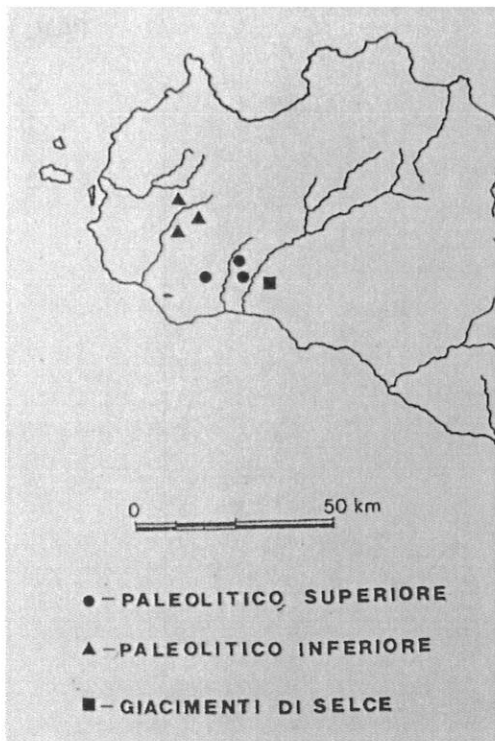 0 50 km
● – PALEOLITICO SUPERIORE
▲ – PALEOLITICO INFERIORE
■ – GIACIMENTI DI SELCE